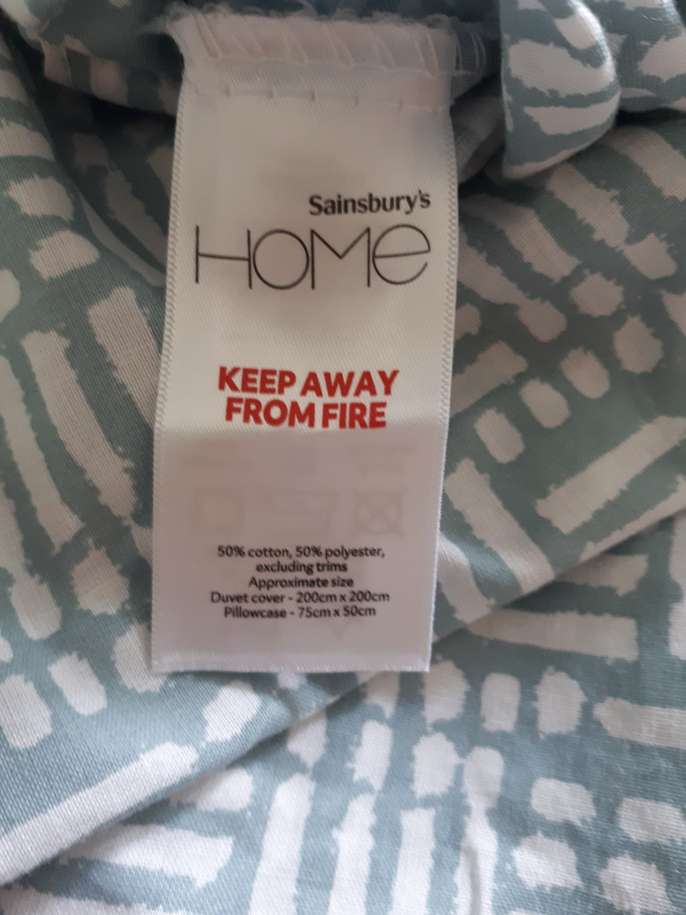 Sainsbury's
HOMe
KEEP AWAY
FROM FIRE
50% cotton, 50% polyester,
excluding trims
Approximate size
Duvet cover - 200cm x 200cm
Pillowcase - 75cm x 50cm